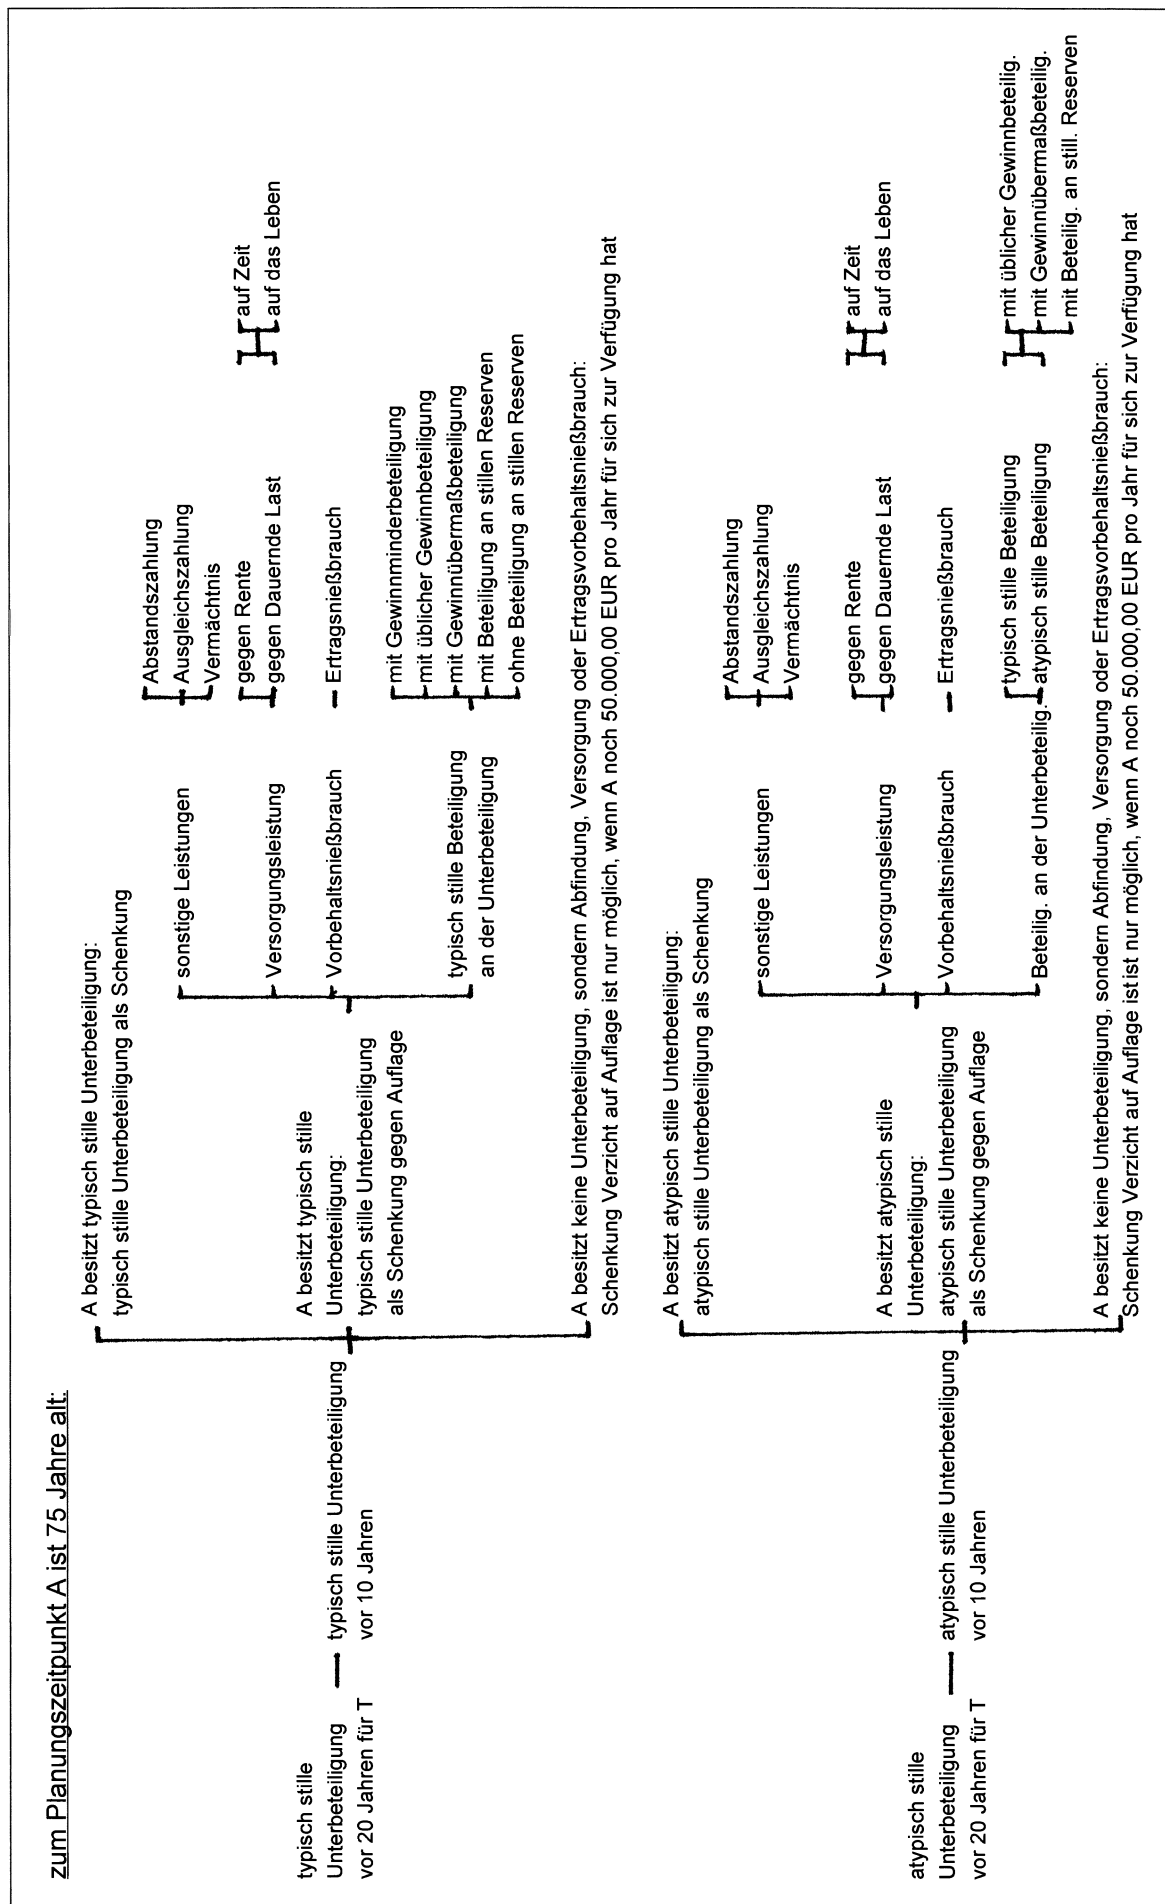 zum Planungszeitpunkt A ist 75 Jahre alt:
typisch stille
Unterbeteiligung
vor 20 Jahren für T
typisch stille Unterbeteiligung
vor 10 Jahren
A besitzt typisch stille Unterbeteiligung:
typisch stille Unterbeteiligung als Schenkung
A besitzt typisch stille
Unterbeteiligung:
typisch stille Unterbeteiligung
als Schenkung gegen Auflage
sonstige Leistungen
Abstandszahlung
Ausgleichszahlung
Vermächtnis
Versorgungsleistung
gegen Rente
gegen Dauernde Last
auf Zeit
auf das Leben
Vorbehaltsnießbrauch
Ertragsnießbrauch
typisch stille Beteiligung
an der Unterbeteiligung
mit Gewinnminderbeteiligung
mit üblicher Gewinnbeteiligung
mit Gewinnübermaßbeteiligung
mit Beteiligung an stillen Reserven
ohne Beteiligung an stillen Reserven
A besitzt keine Unterbeteiligung, sondern Abfindung, Versorgung oder Ertragsvorbehaltsnießbrauch:
Schenkung Verzicht auf Auflage ist nur möglich, wenn A noch 50.000,00 EUR pro Jahr für sich zur Verfügung hat
atypisch stille
Unterbeteiligung
vor 20 Jahren für T
atypisch stille Unterbeteiligung
vor 10 Jahren
A besitzt atypisch stille Unterbeteiligung:
atypisch stille Unterbeteiligung als Schenkung
A besitzt atypisch stille
Unterbeteiligung:
atypisch stille Unterbeteiligung
als Schenkung gegen Auflage
sonstige Leistungen
Abstandszahlung
Ausgleichszahlung
Vermächtnis
Versorgungsleistung
gegen Rente
gegen Dauernde Last
auf Zeit
auf das Leben
Vorbehaltsnießbrauch
Ertragsnießbrauch
Beteilig. an der Unterbeteilig.
typisch stille Beteiligung
atypisch stille Beteiligung
mit üblicher Gewinnbeteilig.
mit Gewinnübermaßbeteilig.
mit Beteilig. an still. Reserven
A besitzt keine Unterbeteiligung, sondern Abfindung, Versorgung oder Ertragsvorbehaltsnießbrauch:
Schenkung Verzicht auf Auflage istist nur möglich, wenn A noch 50.000,00 EUR pro Jahr für sich zur Verfügung hat